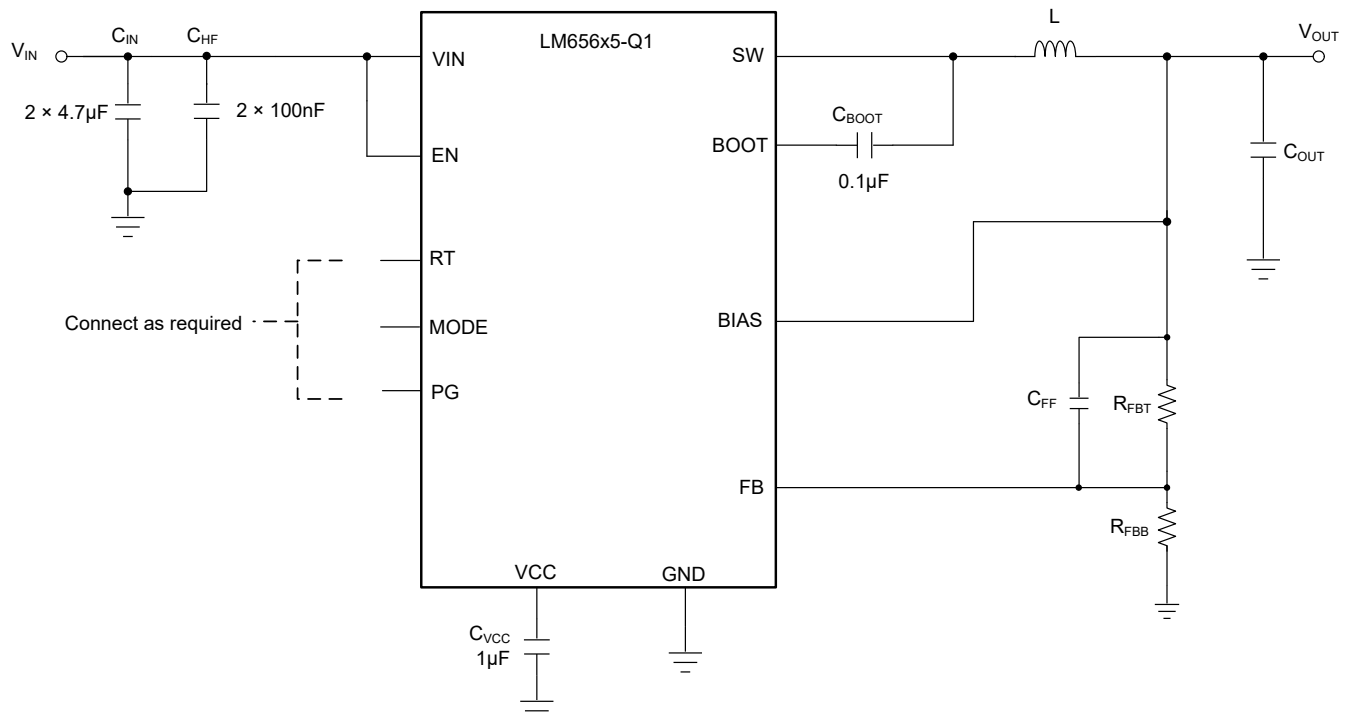 V_IN
C_IN
C_HF
2 × 4.7µF
2 × 100nF
LM656x5-Q1
VIN
EN
RT
MODE
PG
Connect as required
SW
BOOT
BIAS
FB
VCC
GND
C_VCC
1µF
C_BOOT
0.1µF
L
V_OUT
C_OUT
C_FF
R_FBT
R_FBB